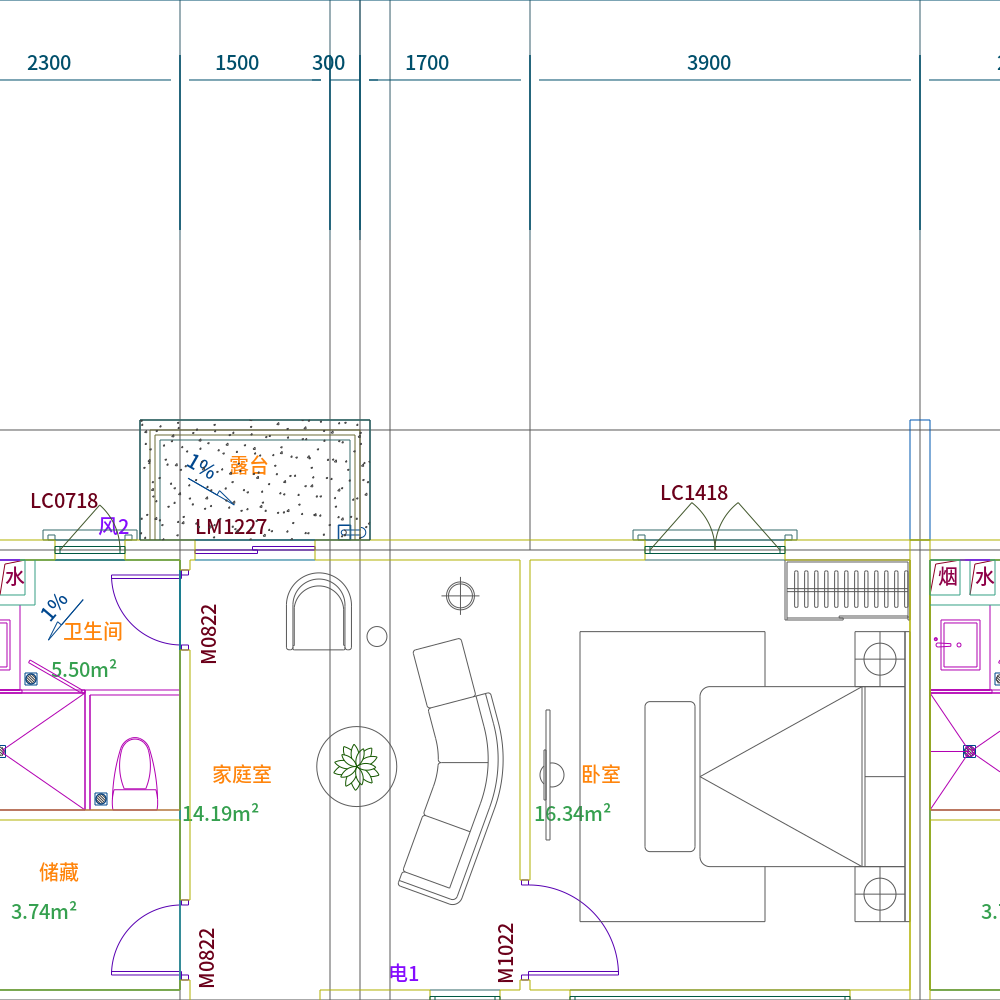 2300
1500
300
1700
3900
1%
露台
LC0718
风2
LM1227
LC1418
水
烟
水
1%
卫生间
5.50m²
M0822
家庭室
14.19m²
卧室
16.34m²
储藏
3.74m²
M0822
电1
M1022